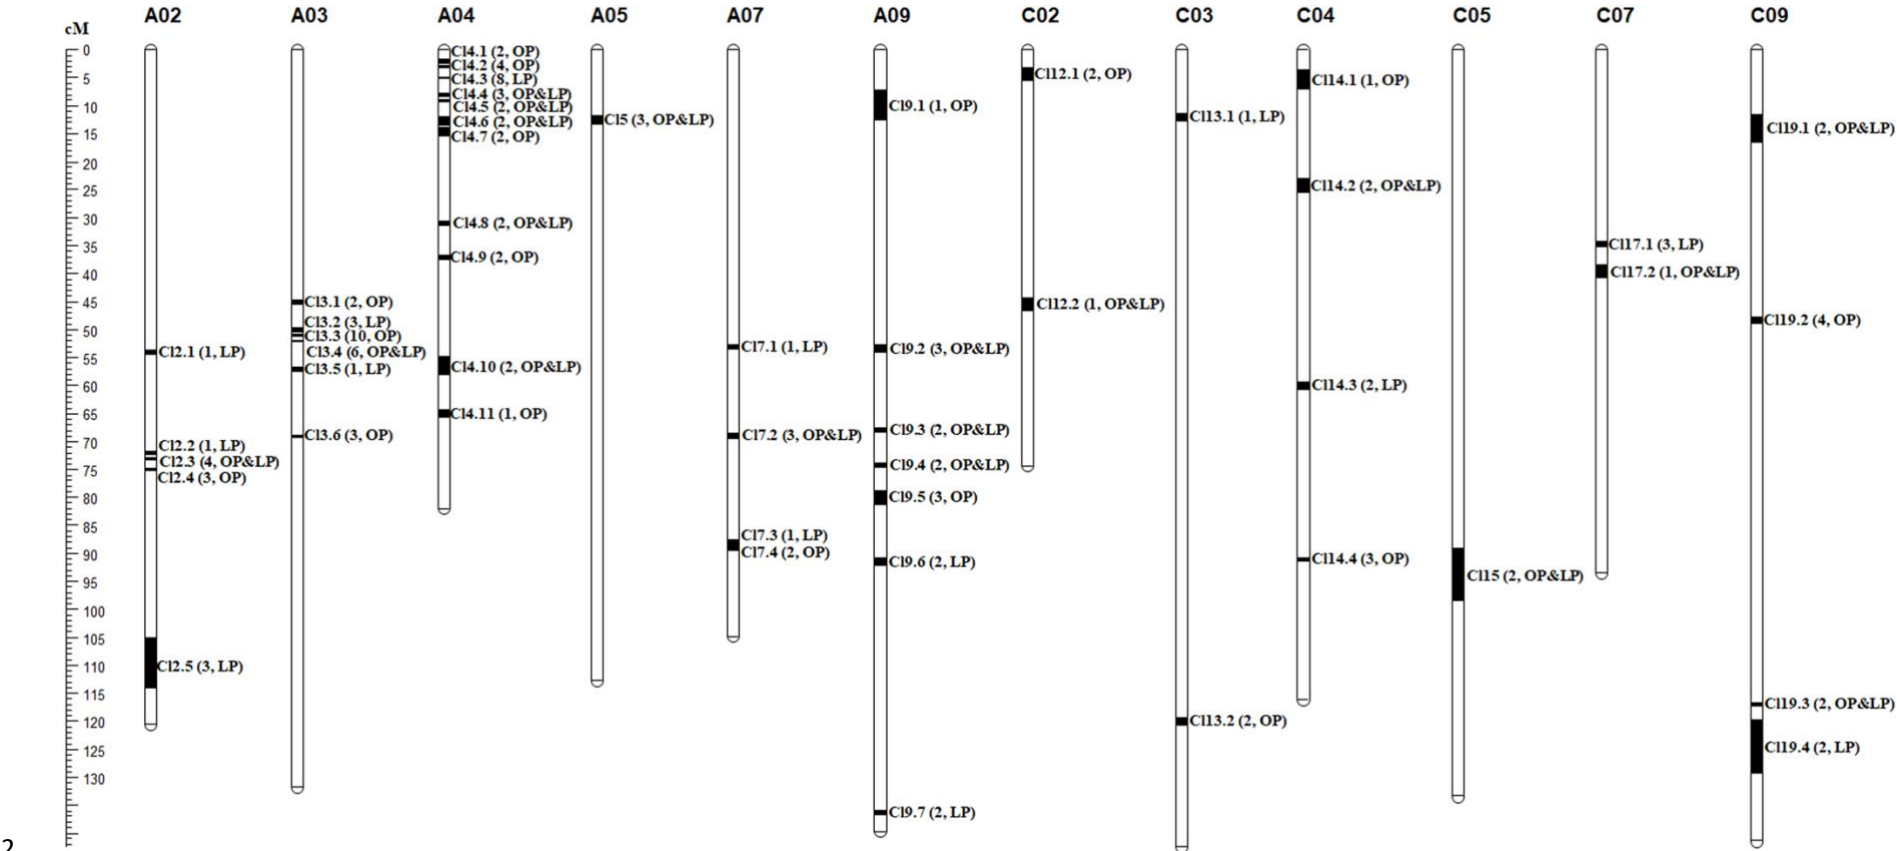 A02 A03 A04 A05 A07 A09 C02 C03 C04 C05 C07 C09
cM
0
5
10
15
20
25
30
35
40
45
50
55
60
65
70
75
80
85
90
95
100
105
110
115
120
125
130
Cl2.1 (1, LP)
Cl2.2 (1, LP)
Cl2.3 (4, OP&LP)
Cl2.4 (3, OP)
Cl2.5 (3, LP)
Cl3.1 (2, OP)
Cl3.2 (3, LP)
Cl3.3 (10, OP)
Cl3.4 (6, OP&LP)
Cl3.5 (1, LP)
Cl3.6 (3, OP)
Cl4.1 (2, OP)
Cl4.2 (4, OP)
Cl4.3 (8, LP)
Cl4.4 (3, OP&LP)
Cl4.5 (2, OP&LP)
Cl4.6 (2, OP&LP)
Cl4.7 (2, OP)
Cl4.8 (2, OP&LP)
Cl4.9 (2, OP)
Cl4.10 (2, OP&LP)
Cl4.11 (1, OP)
Cl5 (3, OP&LP)
Cl7.1 (1, LP)
Cl7.2 (3, OP&LP)
Cl7.3 (1, LP)
Cl7.4 (2, OP)
Cl9.1 (1, OP)
Cl9.2 (3, OP&LP)
Cl9.3 (2, OP&LP)
Cl9.4 (2, OP&LP)
Cl9.5 (3, OP)
Cl9.6 (2, LP)
Cl9.7 (2, LP)
Cl12.1 (2, OP)
Cl12.2 (1, OP&LP)
Cl13.1 (1, LP)
Cl13.2 (2, OP)
Cl14.1 (1, OP)
Cl14.2 (2, OP&LP)
Cl14.3 (2, LP)
Cl14.4 (3, OP)
Cl15 (2, OP&LP)
Cl17.1 (3, LP)
Cl17.2 (1, OP&LP)
Cl19.1 (2, OP&LP)
Cl19.2 (4, OP)
Cl19.3 (2, OP&LP)
Cl19.4 (2, LP)
2